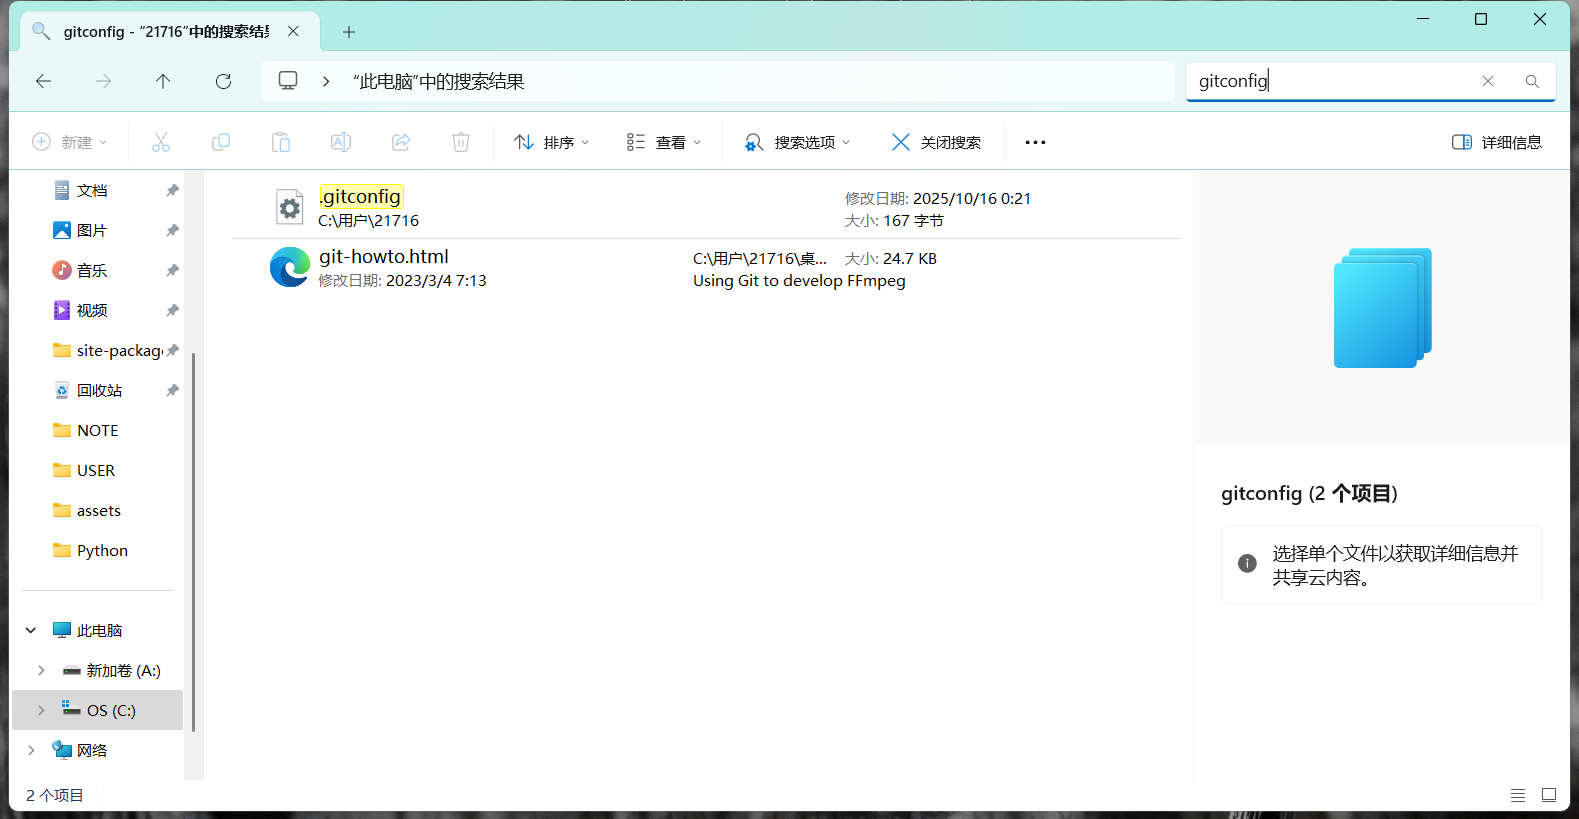 gitconfig - “21716”中的搜索结果
“此电脑”中的搜索结果
gitconfig
新建
排序
查看
搜索选项
关闭搜索
详细信息
文档
图片
音乐
视频
site-packag
回收站
NOTE
USER
assets
Python
此电脑
新加卷 (A:)
OS (C:)
网络
.gitconfig
C:\用户\21716
修改日期: 2025/10/16 0:21
大小: 167 字节
git-howto.html
修改日期: 2023/3/4 7:13
C:\用户\21716\桌...
大小: 24.7 KB
Using Git to develop FFmpeg
gitconfig (2 个项目)
选择单个文件以获取详细信息并
共享云内容。
2 个项目